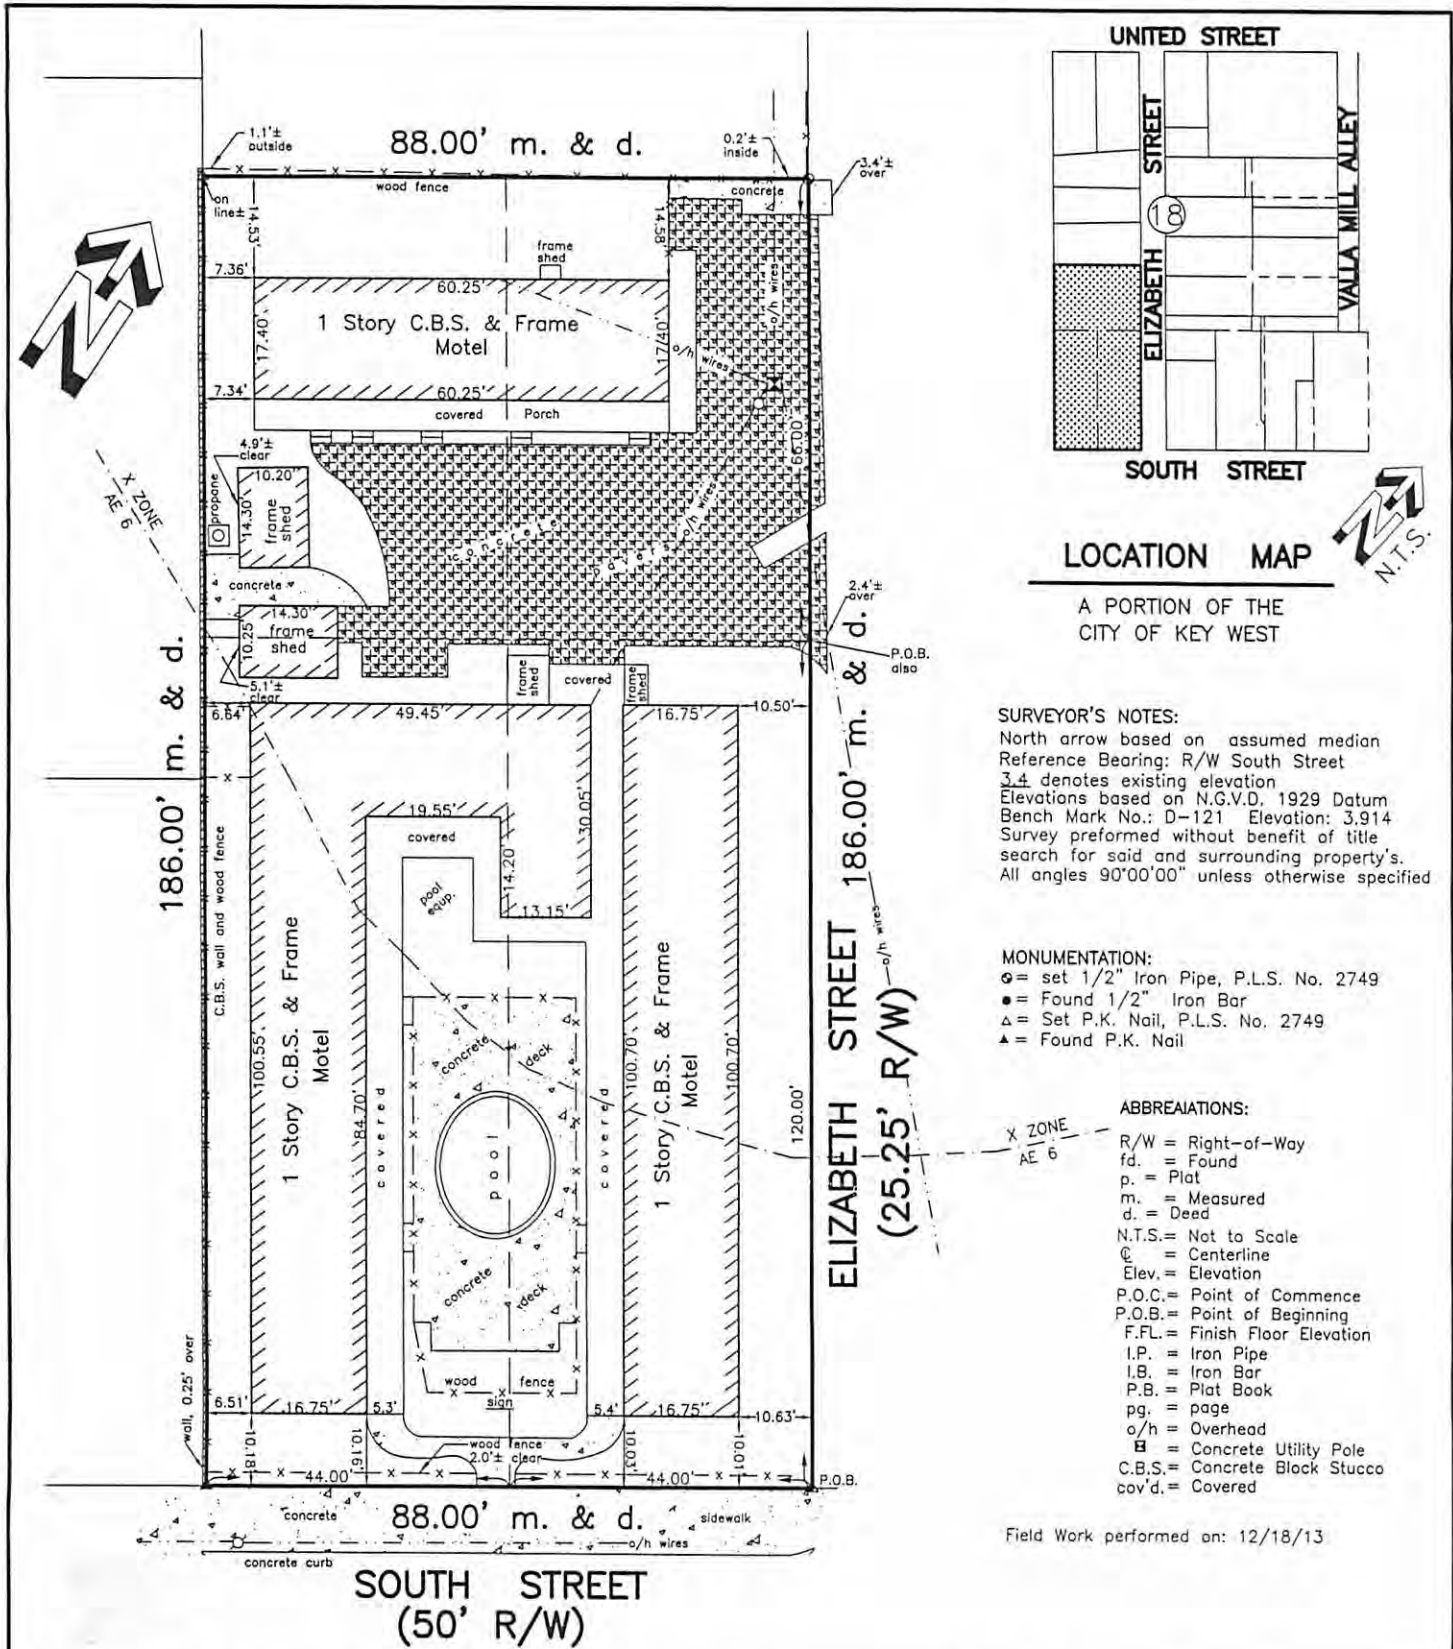 UNITED STREET
ELIZABETH STREET
18
VALLA MILL ALLEY
SOUTH STREET
N
N.T.S.
LOCATION MAP
A PORTION OF THE
CITY OF KEY WEST
SURVEYOR'S NOTES:
North arrow based on assumed median
Reference Bearing: R/W South Street
3.4 denotes existing elevation
Elevations based on N.G.V.D. 1929 Datum
Bench Mark No.: D-121 Elevation: 3.914
Survey preformed without benefit of title
search for said and surrounding property's.
All angles 90°00'00" unless otherwise specified
MONUMENTATION:
= set 1/2" Iron Pipe, P.L.S. No. 2749
● = Found 1/2" Iron Bar
△ = Set P.K. Nail, P.L.S. No. 2749
▲ = Found P.K. Nail
ABBREAIATIONS:
R/W = Right-of-Way
fd. = Found
p. = Plat
m. = Measured
d. = Deed
N.T.S.= Not to Scale
℄ = Centerline
Elev.= Elevation
P.O.C.= Point of Commence
P.O.B.= Point of Beginning
F.FL.= Finish Floor Elevation
I.P. = Iron Pipe
I.B. = Iron Bar
P.B. = Plat Book
pg. = page
o/h = Overhead
= Concrete Utility Pole
C.B.S.= Concrete Block Stucco
cov'd.= Covered
Field Work performed on: 12/18/13
1.1'±
outside
88.00' m. & d.
0.2'±
inside
3.4'±
over
wood fence
concrete
on
line±
14.53'
14.58'
N
frame
shed
7.36'
60.25'
1 Story C.B.S. & Frame
Motel
17.40'
17.40'
o/h wires
o/h wires
7.34'
60.25'
covered Porch
66.00'
4.9'±
clear
X ZONE
AE 6
propane
10.20"
14.30'
frame
shed
concrete
pavers
o/h wires
concrete
14.30'
10.25'
frame
shed
2.4'±
over
P.O.B.
also
5.1'±
clear
frame
shed
covered
frame
shed
6.64'
49.45'
16.75'
10.50'
186.00' m. & d.
186.00' m. & d.
19.55'
covered
30.05'
14.20'
13.15'
pool
equp.
C.B.S. wall and wood fence
1 Story C.B.S. & Frame
Motel
100.55'
84.70'
covered
concrete
deck
pool
concrete
deck
covered
100.70'
1 Story C.B.S. & Frame
Motel
100.70'
120.00'
ELIZABETH STREET
(25.25' R/W)
o/h wires
X ZONE
AE 6
wood fence
sign
wall, 0.25' over
6.51'
16.75"
5.3'
5.4'
16.75"
10.63'
10.18'
10.16'
10.03'
10.01'
wood fence
2.0'± clear
44.00'
44.00'
P.O.B.
concrete
88.00' m. & d.
sidewalk
o/h wires
concrete curb
SOUTH STREET
(50' R/W)